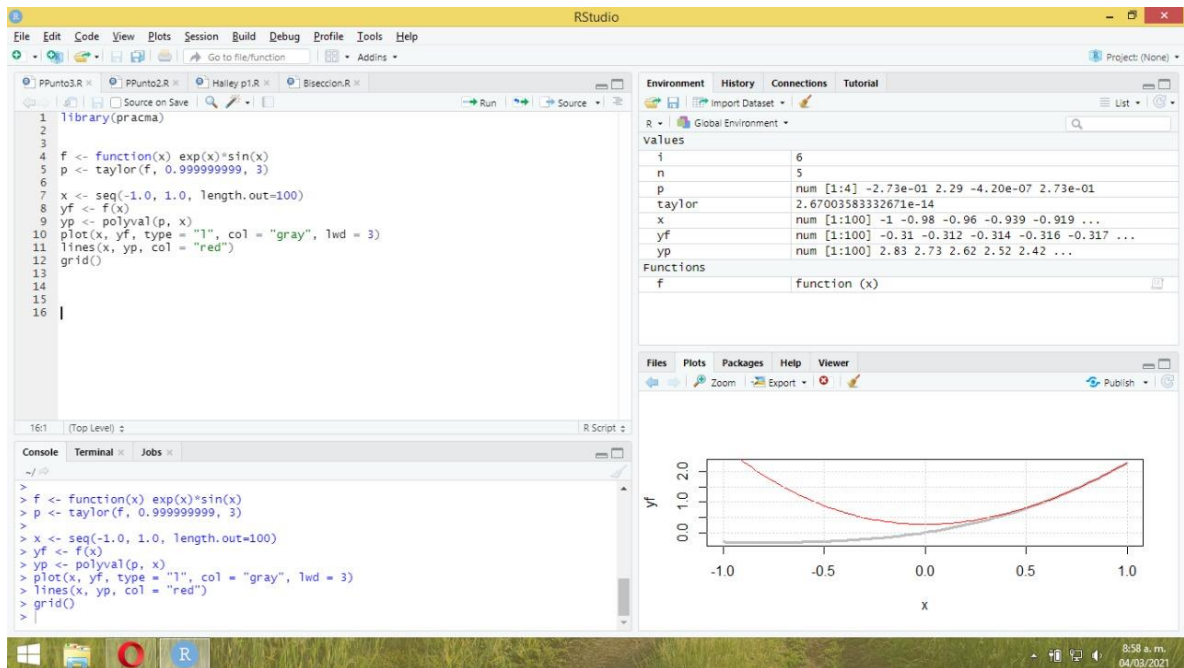 RStudio
File Edit Code View Plots Session Build Debug Profile Tools Help
Go to file/function Addins Project: (None)
PPunto3.R PPunto2.R Halley p1.R Biseccion.R
Source on Save Run Source
1 library(pracma)
2
3
4 f <- function(x) exp(x)*sin(x)
5 p <- taylor(f, 0.999999999, 3)
6
7 x <- seq(-1.0, 1.0, length.out=100)
8 yf <- f(x)
9 yp <- polyval(p, x)
10 plot(x, yf, type = "l", col = "gray", lwd = 3)
11 lines(x, yp, col = "red")
12 grid()
13
14
15
16
16:1 (Top Level) R Script
Console Terminal Jobs
~/
>
> f <- function(x) exp(x)*sin(x)
> p <- taylor(f, 0.999999999, 3)
>
> x <- seq(-1.0, 1.0, length.out=100)
> yf <- f(x)
> yp <- polyval(p, x)
> plot(x, yf, type = "l", col = "gray", lwd = 3)
> lines(x, yp, col = "red")
> grid()
>
Environment History Connections Tutorial
Import Dataset List
R Global Environment
Values
i 6
n 5
p num [1:4] -2.73e-01 2.29 -4.20e-07 2.73e-01
taylor 2.67003583332671e-14
x num [1:100] -1 -0.98 -0.96 -0.939 -0.919 ...
yf num [1:100] -0.31 -0.312 -0.314 -0.316 -0.317 ...
yp num [1:100] 2.83 2.73 2.62 2.52 2.42 ...
Functions
f function (x)
Files Plots Packages Help Viewer
Zoom Export Publish
yf
2.0
1.0
0.0
-1.0 -0.5 0.0 0.5 1.0
x
R
8:58 a. m.
04/03/2021